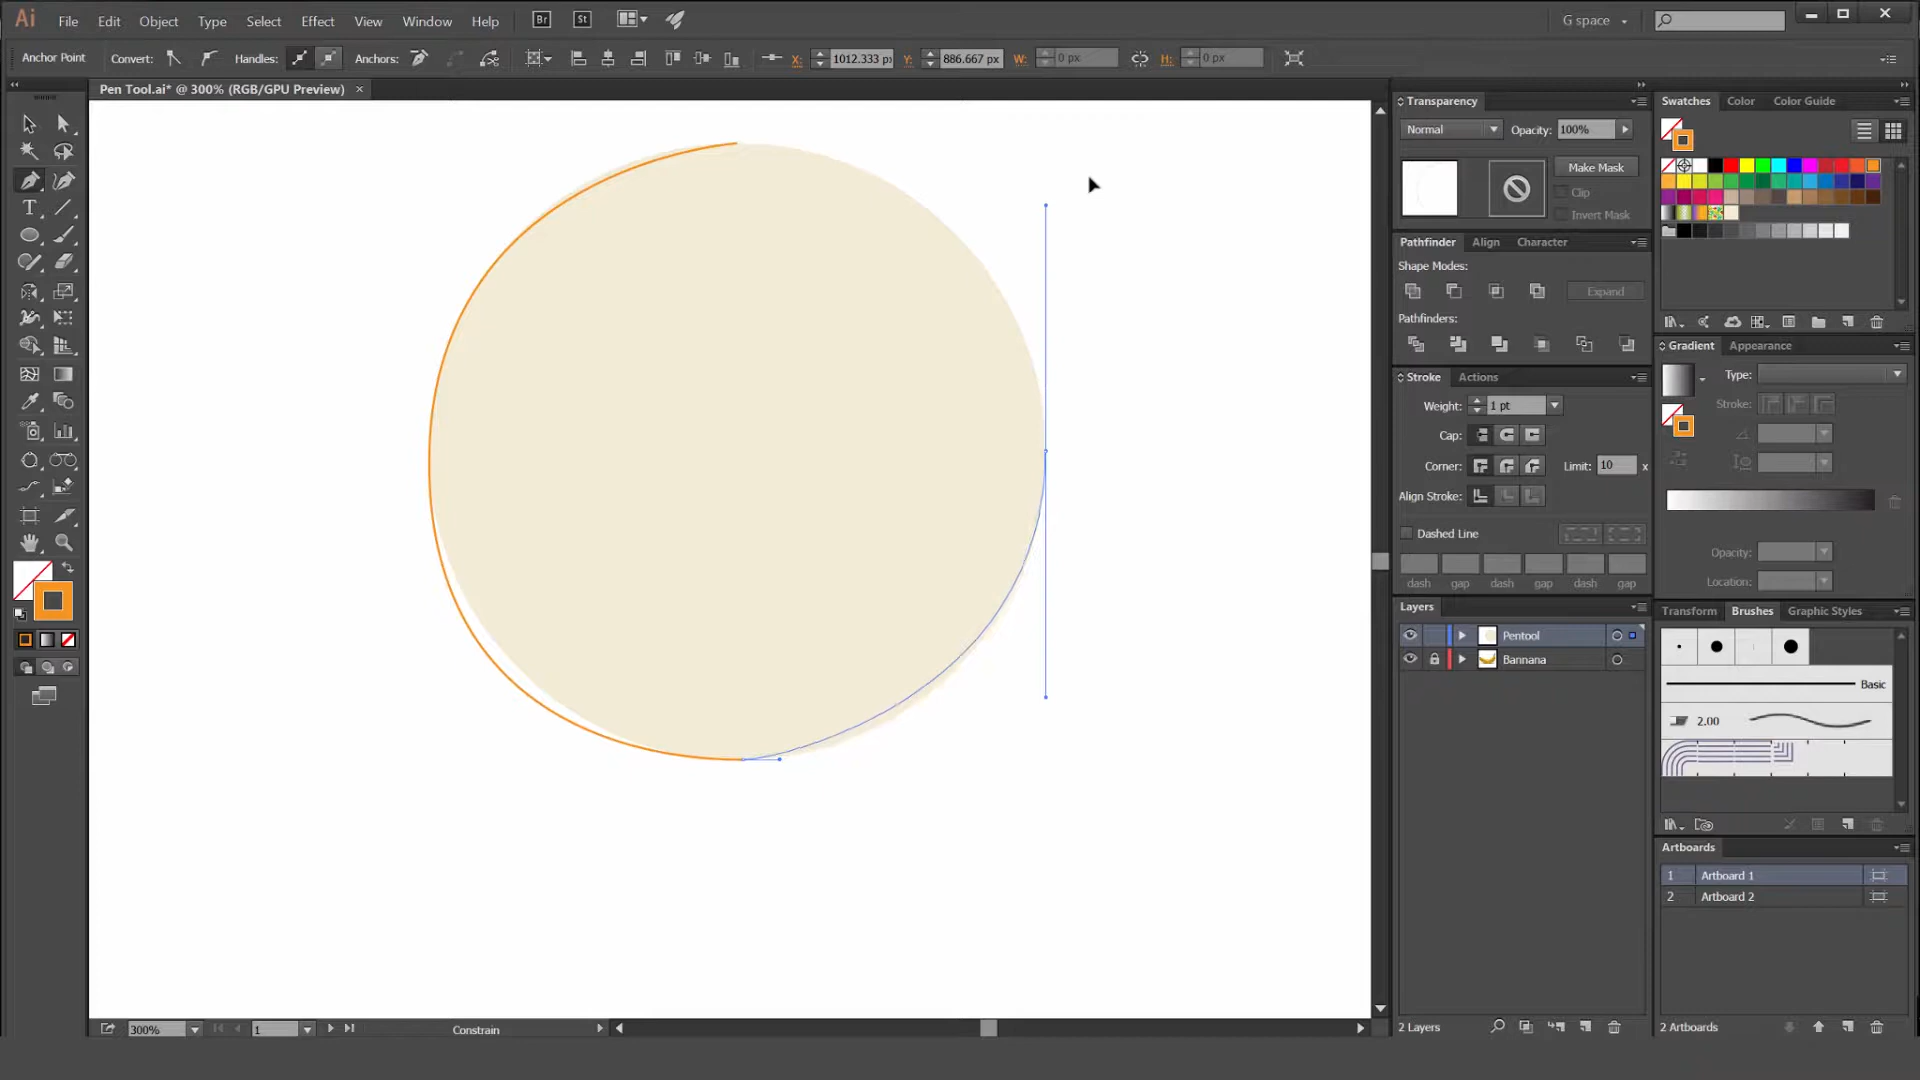 Ai File Edit Object Type Select Effect View Window Help Br St G space
Anchor Point Convert: Handles: Anchors: X: 1012.333 px Y: 886.667 px W: 0 px H: 0 px
Pen Tool.ai* @ 300% (RGB/GPU Preview) ×
Transparency
Normal Opacity: 100%
Make Mask
Clip
Invert Mask
Pathfinder Align Character
Shape Modes:
Expand
Pathfinders:
Stroke Actions
Weight: 1 pt
Cap:
Corner: Limit: 10 x
Align Stroke:
Dashed Line
dash gap dash gap dash gap
Layers
Pentool
Bannana
2 Layers
Swatches Color Color Guide
Gradient Appearance
Type:
Stroke:
Opacity:
Location:
Transform Brushes Graphic Styles
Basic
2.00
Artboards
1 Artboard 1
2 Artboard 2
2 Artboards
300% 1 Constrain